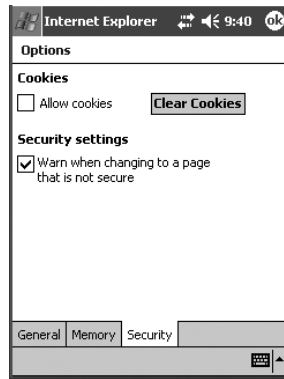 Internet Explorer 9:40 ok
Options
Cookies
Allow cookies Clear Cookies
Security settings
Warn when changing to a page
that is not secure
General Memory Security